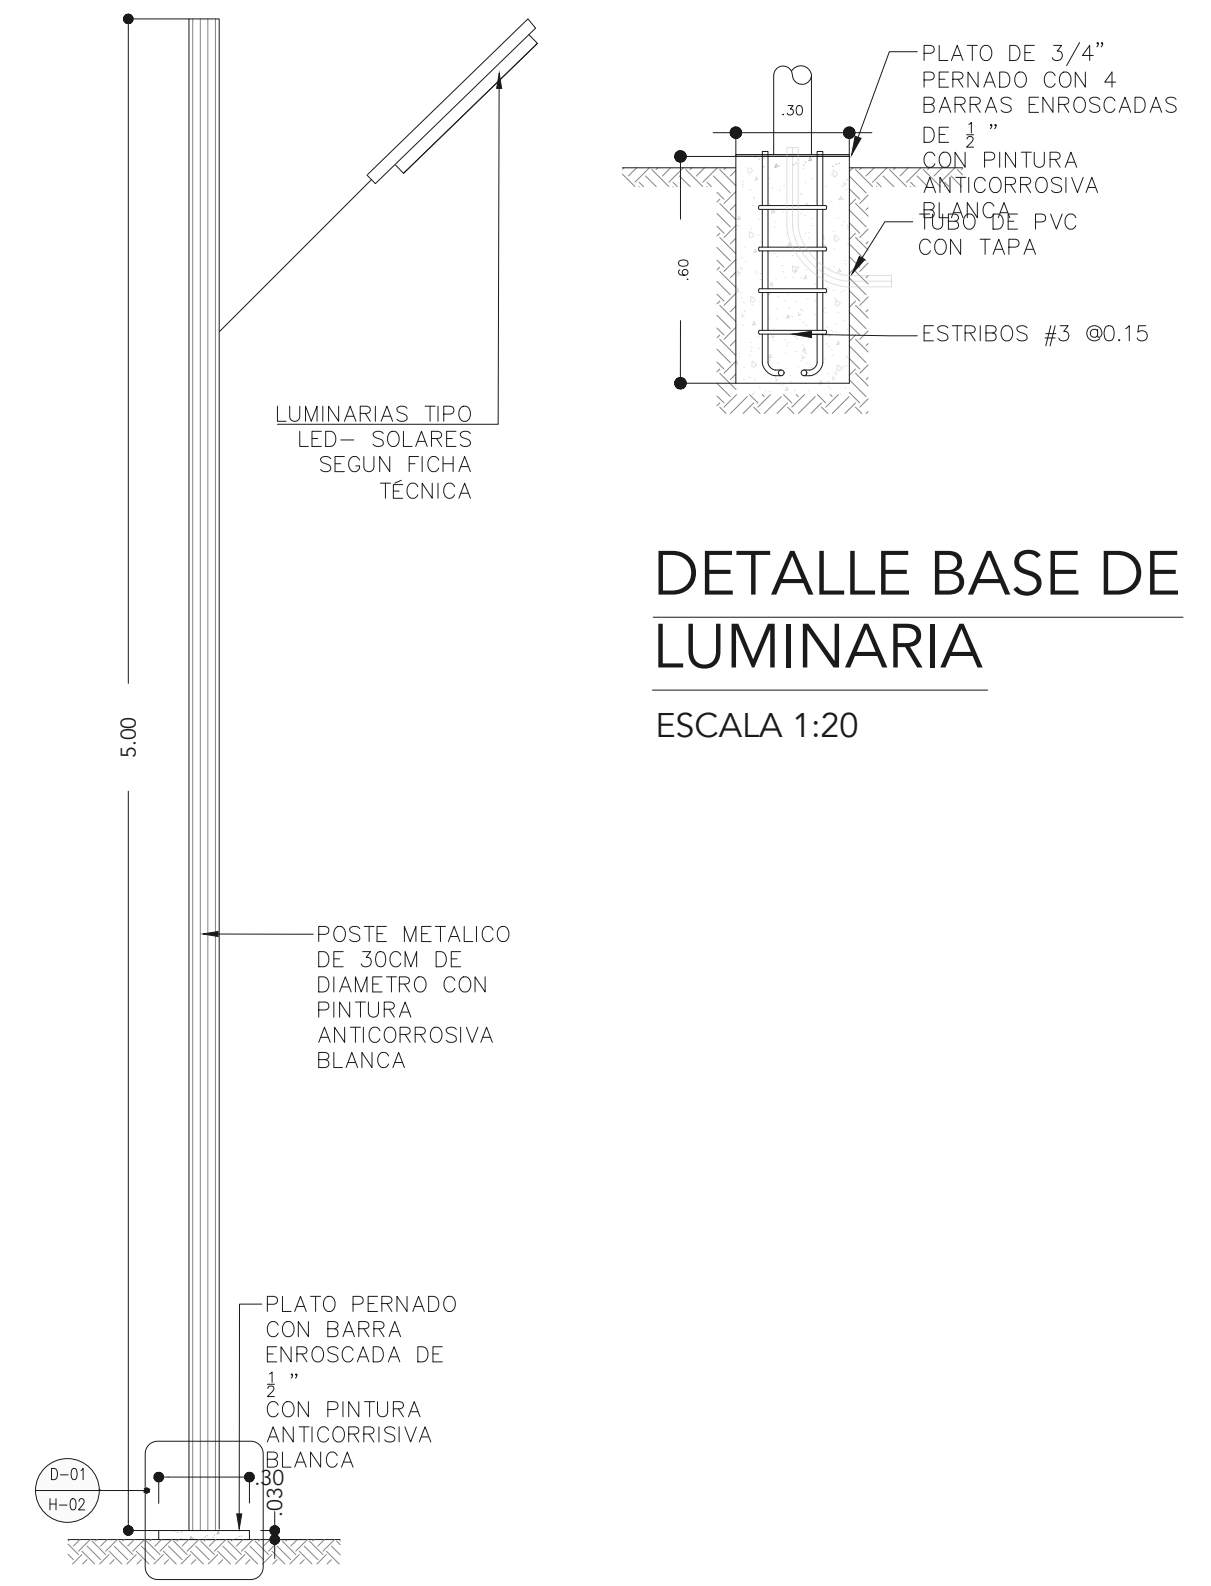 5.00
LUMINARIAS TIPO
LED- SOLARES
SEGUN FICHA
TÉCNICA
POSTE METALICO
DE 30CM DE
DIAMETRO CON
PINTURA
ANTICORROSIVA
BLANCA
PLATO PERNADO
CON BARRA
ENROSCADA DE
1/2 ”
CON PINTURA
ANTICORRISIVA
BLANCA
D-01
H-02
.30
.03
.30
.60
PLATO DE 3/4”
PERNADO CON 4
BARRAS ENROSCADAS
DE 1/2 ”
CON PINTURA
ANTICORROSIVA
BLANCA
TUBO DE PVC
CON TAPA
ESTRIBOS #3 @0.15
DETALLE BASE DE
LUMINARIA
ESCALA 1:20